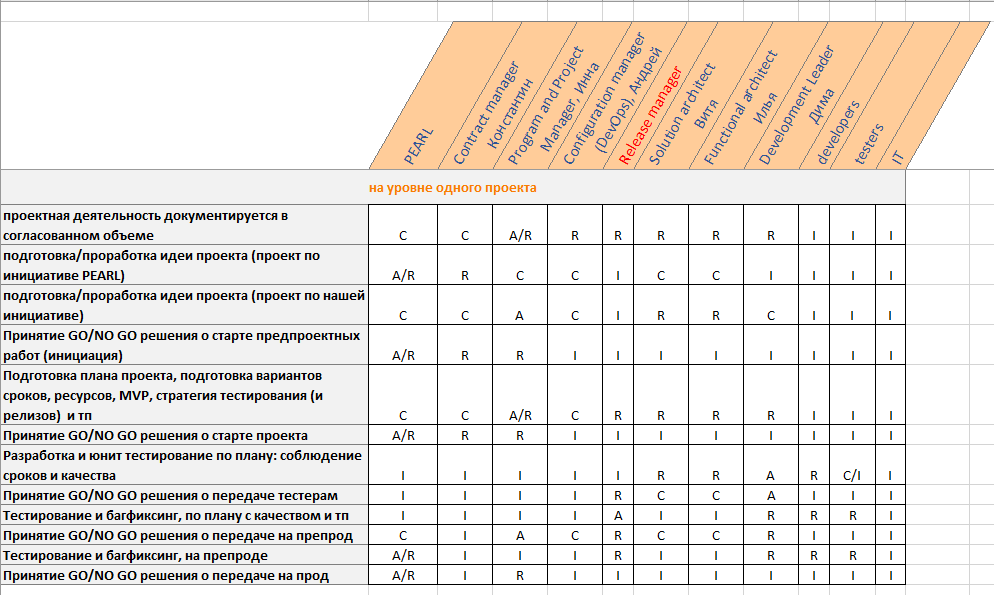 PEARL
Contract manager
Константин
Program and Project
Manager, Инна
Configuration manager
(DevOps), Андрей
Release manager
Solution architect
Витя
Functional architect
Илья
Development Leader
Дима
developers
testers
IT
на уровне одного проекта
проектная деятельность документируется в
согласованном объеме C C A/R R R R R R I I I
подготовка/проработка идеи проекта (проект по
инициативе PEARL) A/R R C C I C C I I I I
подготовка/проработка идеи проекта (проект по нашей
инициативе) C C A C I R R C I I I
Принятие GO/NO GO решения о старте предпроектных
работ (инициация) A/R R R I I I I I I I I
Подготовка плана проекта, подготовка вариантов
сроков, ресурсов, MVP, стратегия тестирования (и
релизов) и тп C C A/R C R R R R I I I
Принятие GO/NO GO решения о старте проекта A/R R R I I I I I I I I
Разработка и юнит тестирование по плану: соблюдение
сроков и качества I I I I I R R A R C/I I
Принятие GO/NO GO решения о передаче тестерам I I I I R C C A I I I
Тестирование и багфиксинг, по плану с качеством и тп I I I I A I I R R R I
Принятие GO/NO GO решения о передаче на препрод C I A C R C C R I I I
Тестирование и багфиксинг, на препроде A/R I I I R I I R R R I
Принятие GO/NO GO решения о передаче на прод A/R I R I I I I I I I I